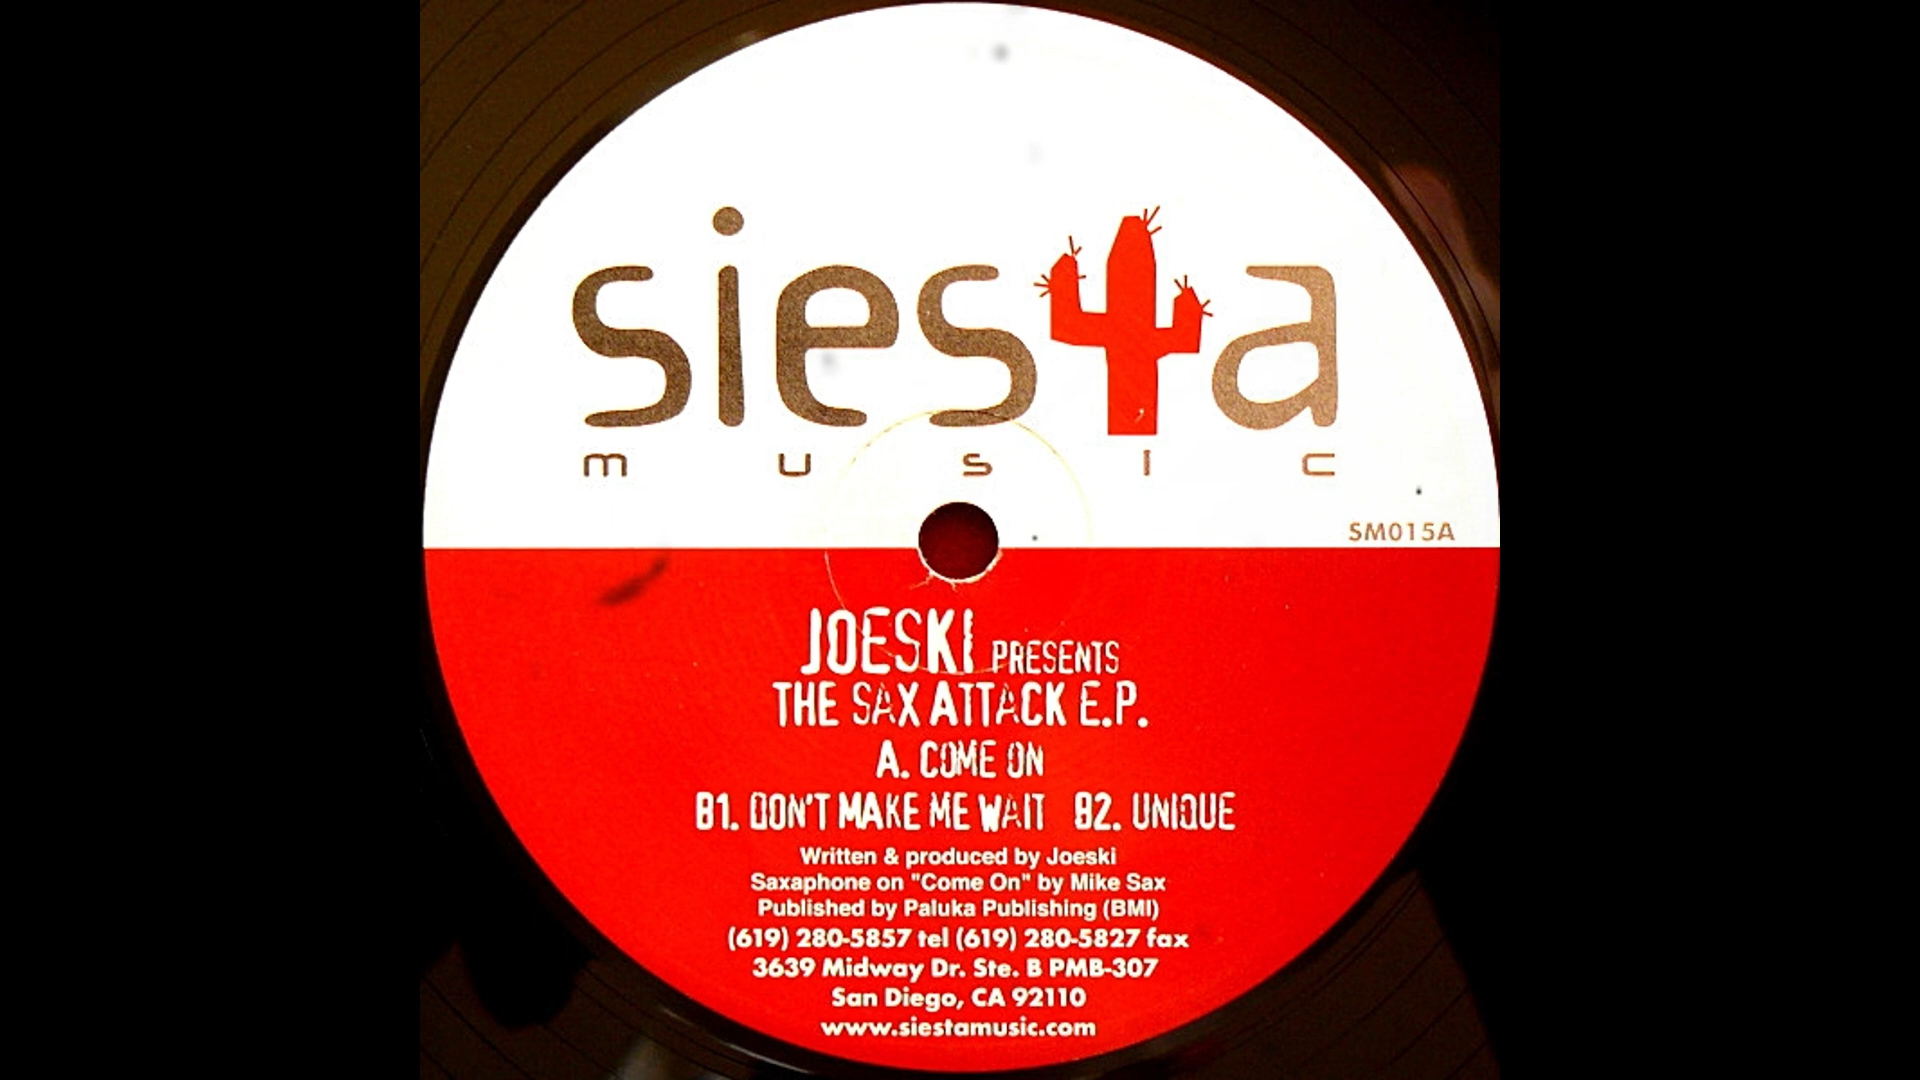 siesta
music
SM015A
JOESKI PRESENTS
THE SAX ATTACK E.P.
A. COME ON
B1. DON'T MAKE ME WAIT B2. UNIQUE
Written & produced by Joeski
Saxaphone on "Come On" by Mike Sax
Published by Paluka Publishing (BMI)
(619) 280-5857 tel (619) 280-5827 fax
3639 Midway Dr. Ste. B PMB-307
San Diego, CA 92110
www.siestamusic.com